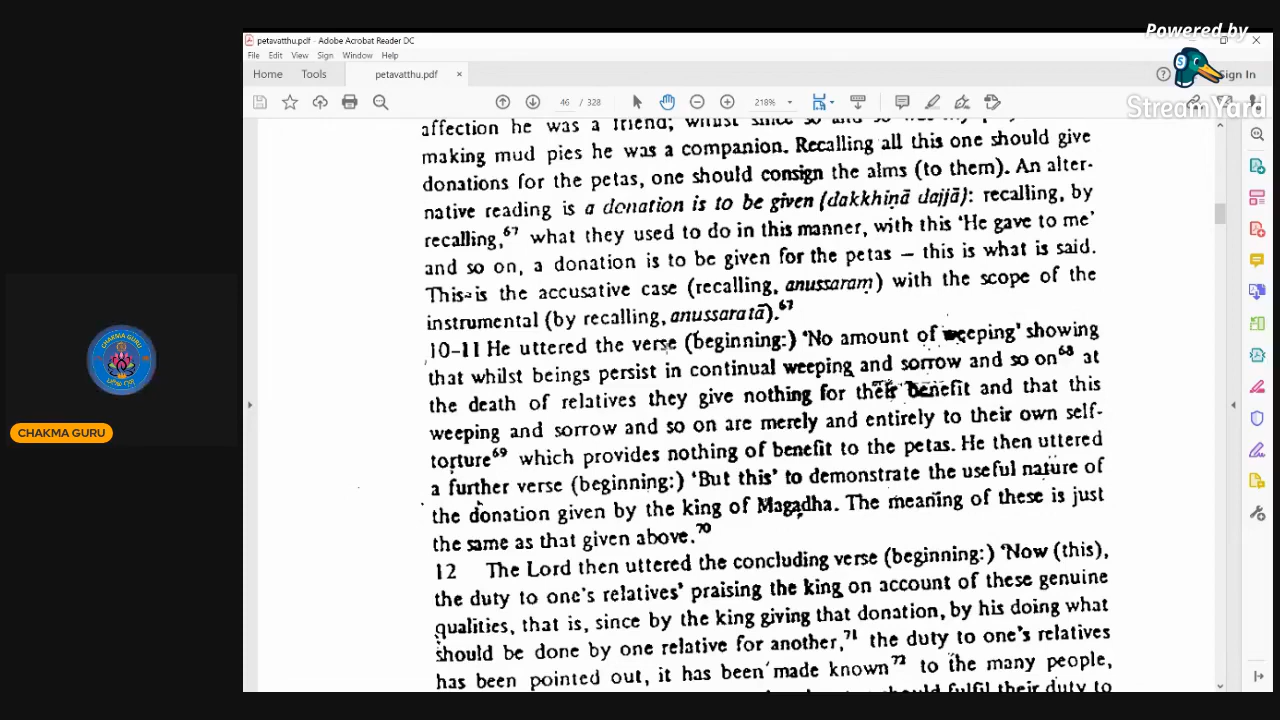 Powered by
StreamYard
petavatthu.pdf - Adobe Acrobat Reader DC
File Edit View Sign Window Help
Home Tools petavatthu.pdf × Sign In
46 / 328 218%
affection he was a friend; whilst since so and so was my
making mud pies he was a companion. Recalling all this one should give
donations for the petas, one should consign the alms (to them). An alter-
native reading is a donation is to be given (dakkhiṇā dajjā): recalling, by
recalling,67 what they used to do in this manner, with this 'He gave to me'
and so on, a donation is to be given for the petas — this is what is said.
This is the accusative case (recalling, anussaraṃ) with the scope of the
instrumental (by recalling, anussaratā).67
10-11 He uttered the verse (beginning:) 'No amount of weeping' showing
that whilst beings persist in continual weeping and sorrow and so on68 at
the death of relatives they give nothing for their benefit and that this
weeping and sorrow and so on are merely and entirely to their own self-
torture69 which provides nothing of benefit to the petas. He then uttered
a further verse (beginning:) 'But this' to demonstrate the useful nature of
the donation given by the king of Magadha. The meaning of these is just
the same as that given above.70
12 The Lord then uttered the concluding verse (beginning:) 'Now (this),
the duty to one's relatives' praising the king on account of these genuine
qualities, that is, since by the king giving that donation, by his doing what
should be done by one relative for another,71 the duty to one's relatives
has been pointed out, it has been made known72 to the many people,
should fulfil their duty to
CHAKMA GURU
CHAKMA GURU